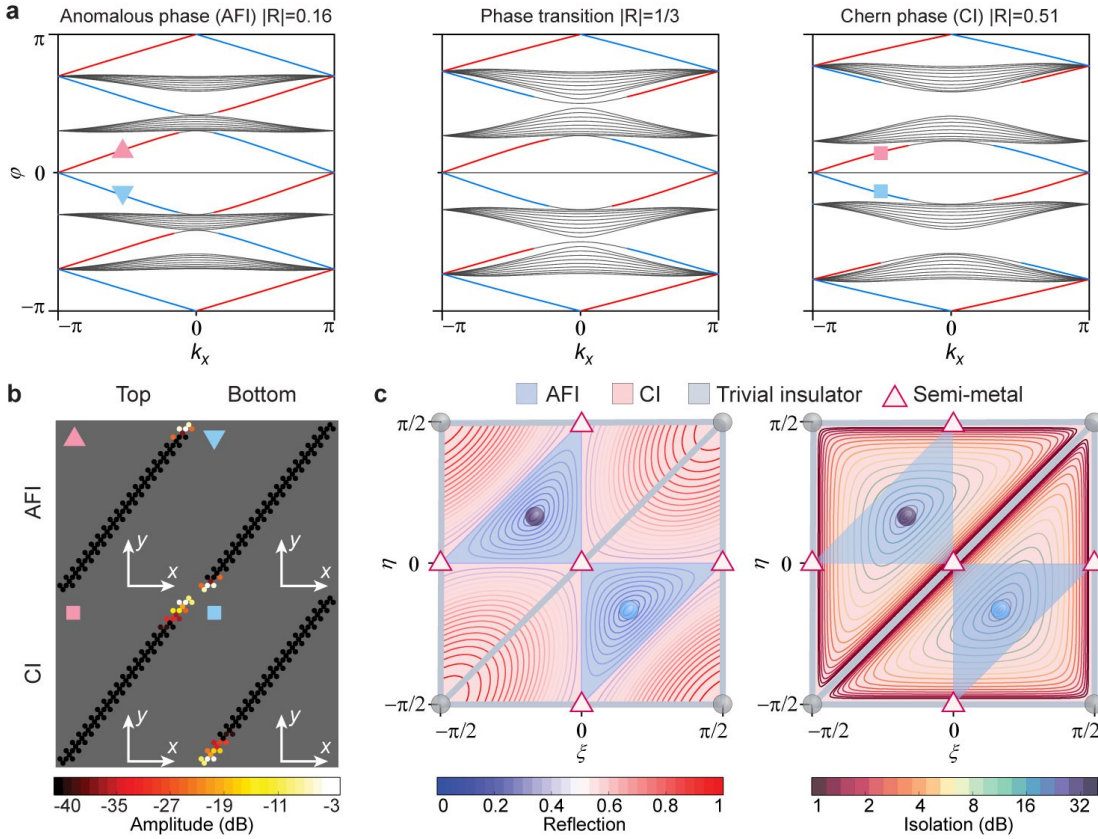 a
Anomalous phase (AFI) |R|=0.16
Phase transition |R|=1/3
Chern phase (CI) |R|=0.51
π
0
−π
φ
−π 0 π
kx
−π 0 π
kx
−π 0 π
kx
b
Top Bottom
AFI
y
x
y
x
CI
y
x
y
x
-40 -35 -27 -19 -11 -3
Amplitude (dB)
c
AFI CI Trivial insulator Semi-metal
π/2
0
−π/2
η
−π/2 0 π/2
ξ
0 0.2 0.4 0.6 0.8 1
Reflection
π/2
0
−π/2
η
−π/2 0 π/2
ξ
1 2 4 8 16 32
Isolation (dB)